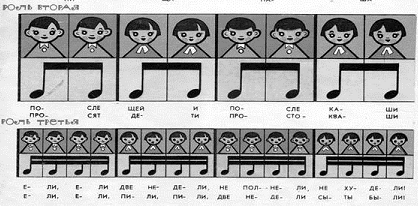 РОЛЬ ВТОРАЯ
ПО- СЛЕ ЩЕЙ И ПО- СЛЕ КА- ШИ
ПРО- СЯТ ДЕ- ТИ ПРО- СТО- КВА- ШИ
РОЛЬ ТРЕТЬЯ
Е- ЛИ, Е- ЛИ ДВЕ НЕ- ДЕ- ЛИ, НЕ ПОЛ- НЕ- ЛИ, НЕ ХУ- ДЕ- ЛИ!
Е- ЛИ, Е- ЛИ, ПИ- ЛИ, ПИ- ЛИ, ДВЕ НЕ- ДЕ- ЛИ СЫ- ТЫ БЫ- ЛИ!